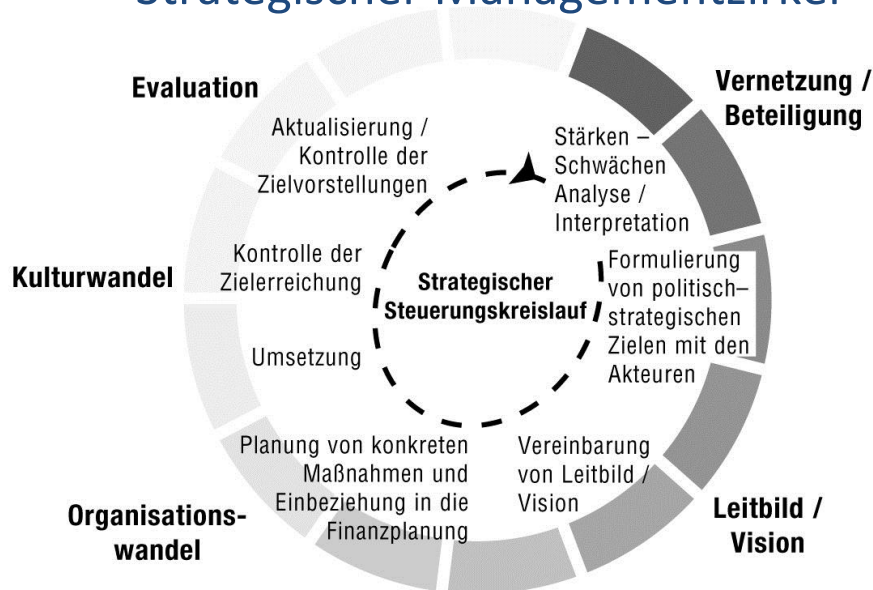 Strategischer Managementzirkel
Vernetzung /
Beteiligung
Evaluation
Aktualisierung /
Kontrolle der
Zielvorstellungen
Stärken –
Schwächen
Analyse /
Interpretation
Kulturwandel
Kontrolle der
Zielerreichung
Strategischer
Steuerungskreislauf
Formulierung
von politisch–
strategischen
Zielen mit den
Akteuren
Umsetzung
Planung von konkreten
Maßnahmen und
Einbeziehung in die
Finanzplanung
Vereinbarung
von Leitbild /
Vision
Organisations-
wandel
Leitbild /
Vision